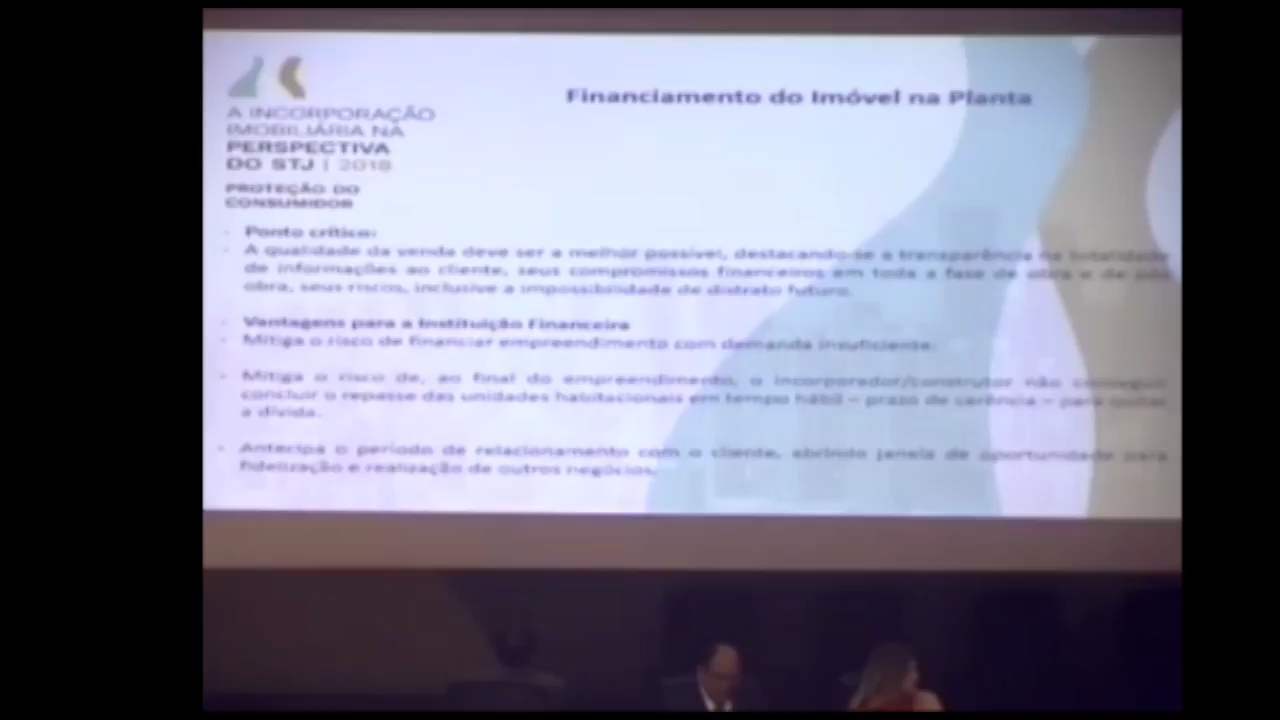 A INCORPORAÇÃO
IMOBILIÁRIA NA
PERSPECTIVA
DO STJ | 2018
PROTEÇÃO DO
CONSUMIDOR
Financiamento do Imóvel na Planta
- Ponto crítico:
- A qualidade da venda deve ser a melhor possível, destacando-se a transparência na totalidade
de informações ao cliente, seus compromissos financeiros em toda a fase de obra e de pós
obra, seus riscos, inclusive a impossibilidade de distrato futuro.
- Vantagens para a Instituição Financeira
- Mitiga o risco de financiar empreendimento com demanda insuficiente.
- Mitiga o risco de, ao final do empreendimento, o incorporador/construtor não conseguir
concluir o repasse das unidades habitacionais em tempo hábil – prazo de carência – para quitar
a dívida.
- Antecipa o período de relacionamento com o cliente, abrindo janela de oportunidade para
fidelização e realização de outros negócios.